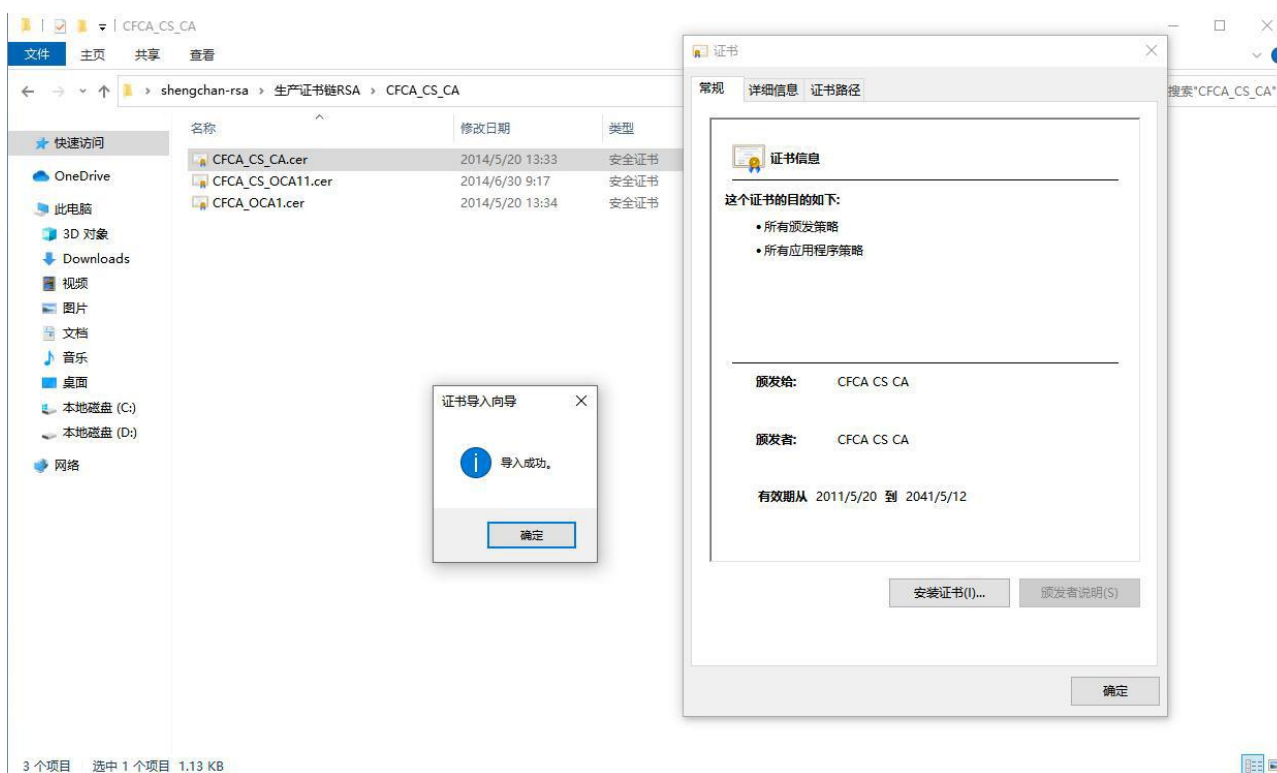 CFCA_CS_CA
文件 主页 共享 查看
shengchan-rsa › 生产证书链RSA › CFCA_CS_CA
搜索"CFCA_CS_CA"
名称 修改日期 类型
CFCA_CS_CA.cer 2014/5/20 13:33 安全证书
CFCA_CS_OCA11.cer 2014/6/30 9:17 安全证书
CFCA_OCA1.cer 2014/5/20 13:34 安全证书
快速访问
OneDrive
此电脑
3D 对象
Downloads
视频
图片
文档
音乐
桌面
本地磁盘 (C:)
本地磁盘 (D:)
网络
证书导入向导
导入成功。
确定
证书
常规 详细信息 证书路径
证书信息
这个证书的目的如下:
•所有颁发策略
•所有应用程序策略
颁发给: CFCA CS CA
颁发者: CFCA CS CA
有效期从 2011/5/20 到 2041/5/12
安装证书(I)... 颁发者说明(S)
确定
3 个项目 选中 1 个项目 1.13 KB